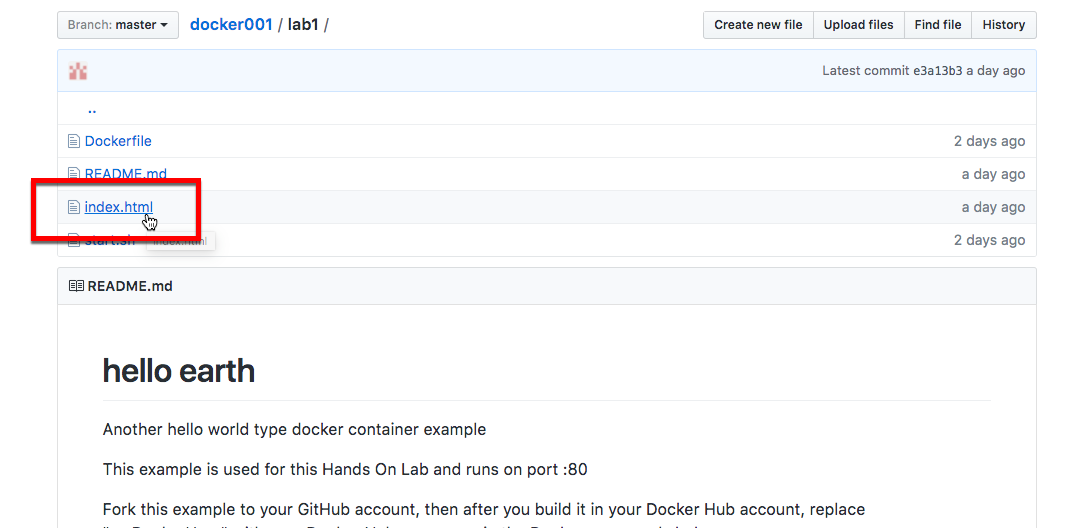 Branch: master
docker001 / lab1 /
Create new file Upload files Find file History
Latest commit e3a13b3 a day ago
..
Dockerfile 2 days ago
README.md a day ago
index.html a day ago
start.sh 2 days ago
index.html
README.md
hello earth
Another hello world type docker container example
This example is used for this Hands On Lab and runs on port :80
Fork this example to your GitHub account, then after you build it in your Docker Hub account, replace